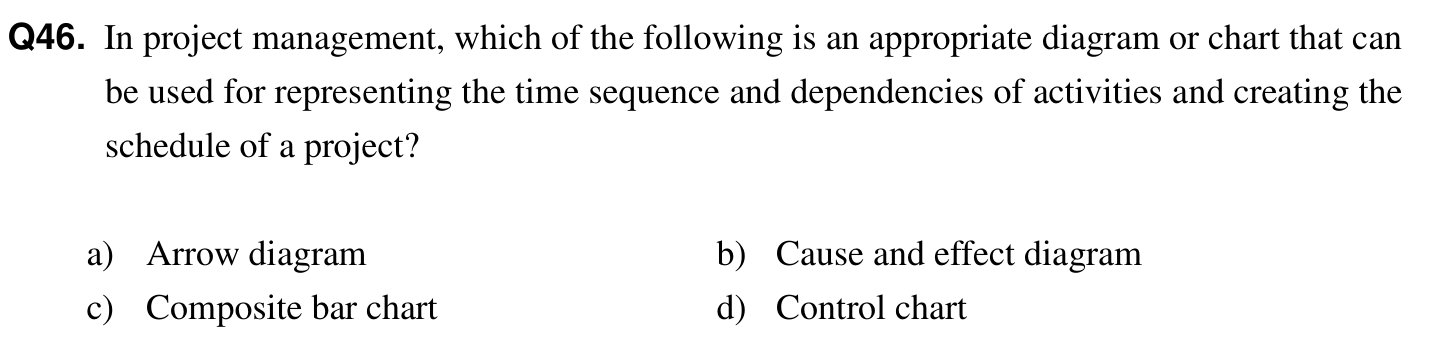 Q46. In project management, which of the following is an appropriate diagram or chart that can
be used for representing the time sequence and dependencies of activities and creating the
schedule of a project?
a) Arrow diagram b) Cause and effect diagram
c) Composite bar chart d) Control chart